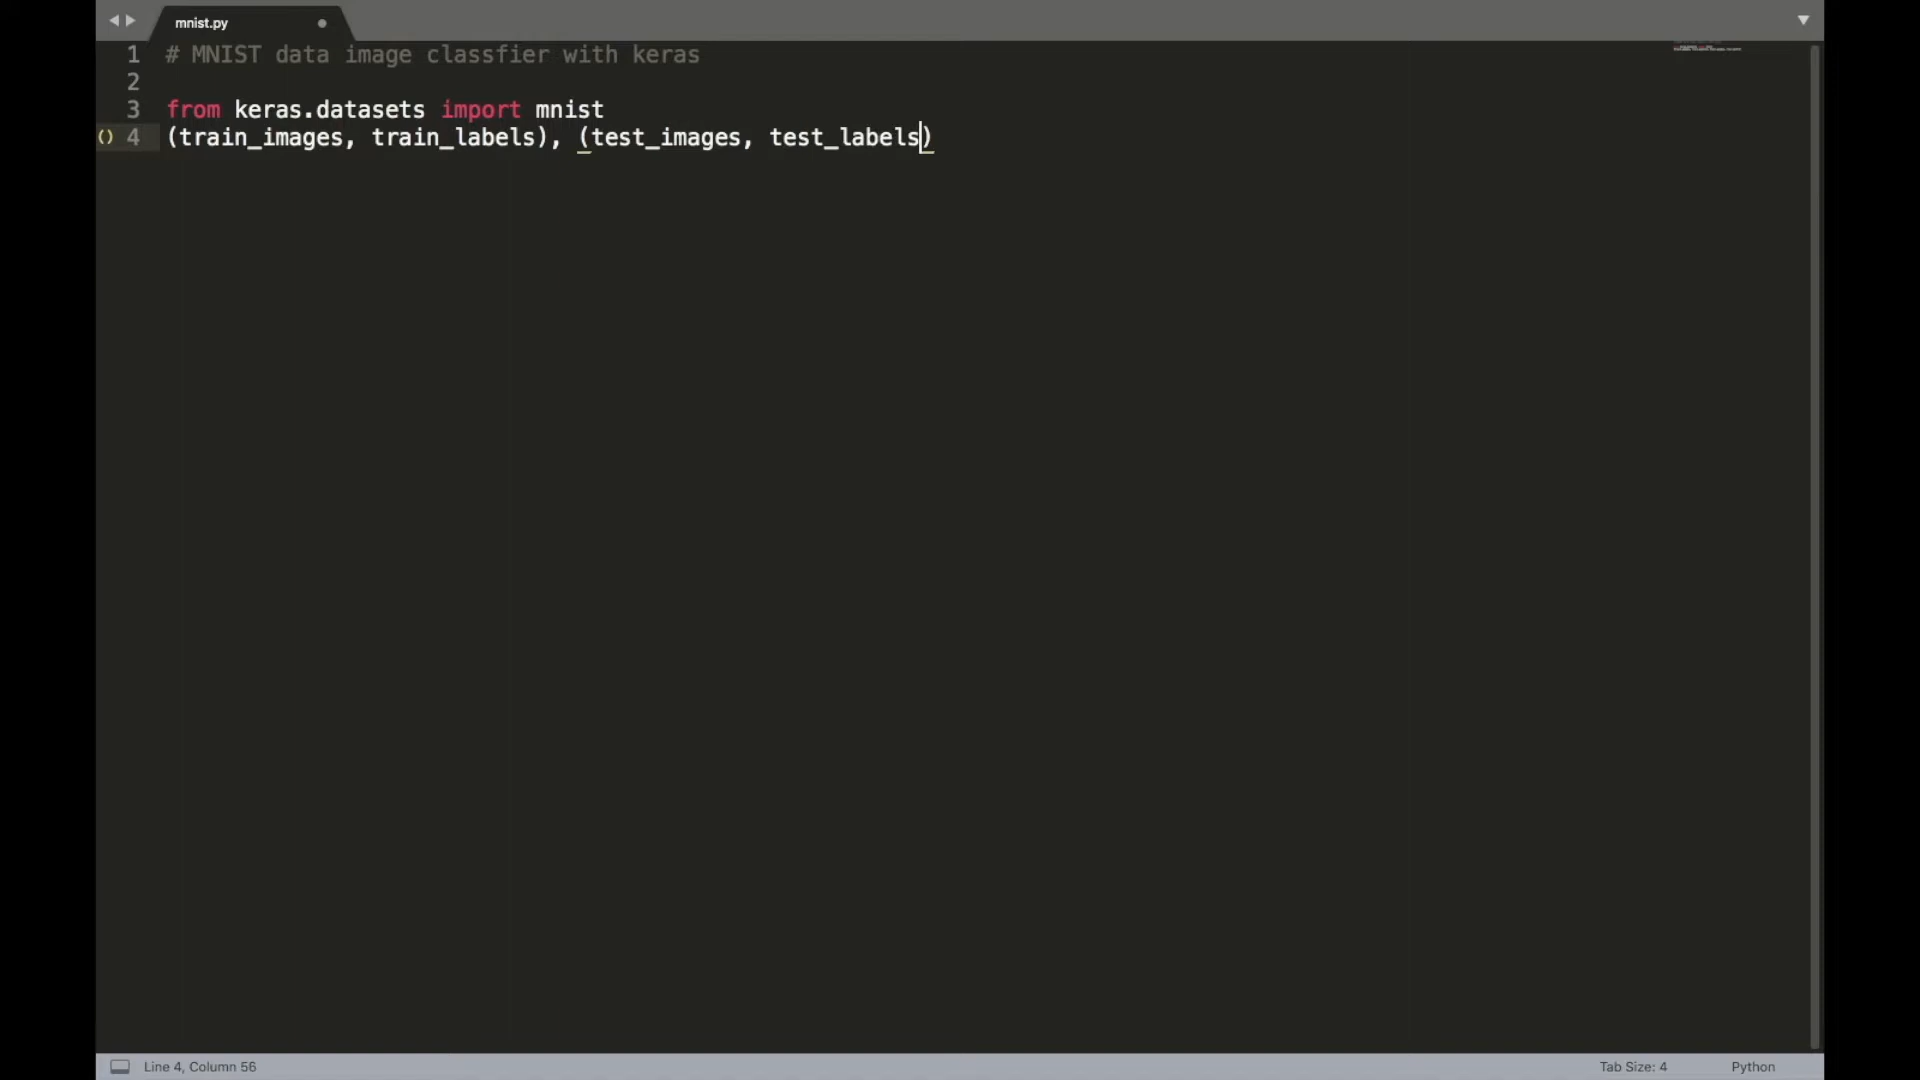 mnist.py
1 # MNIST data image classfier with keras
2
3 from keras.datasets import mnist
() 4 (train_images, train_labels), (test_images, test_labels)
Line 4, Column 56 Tab Size: 4 Python